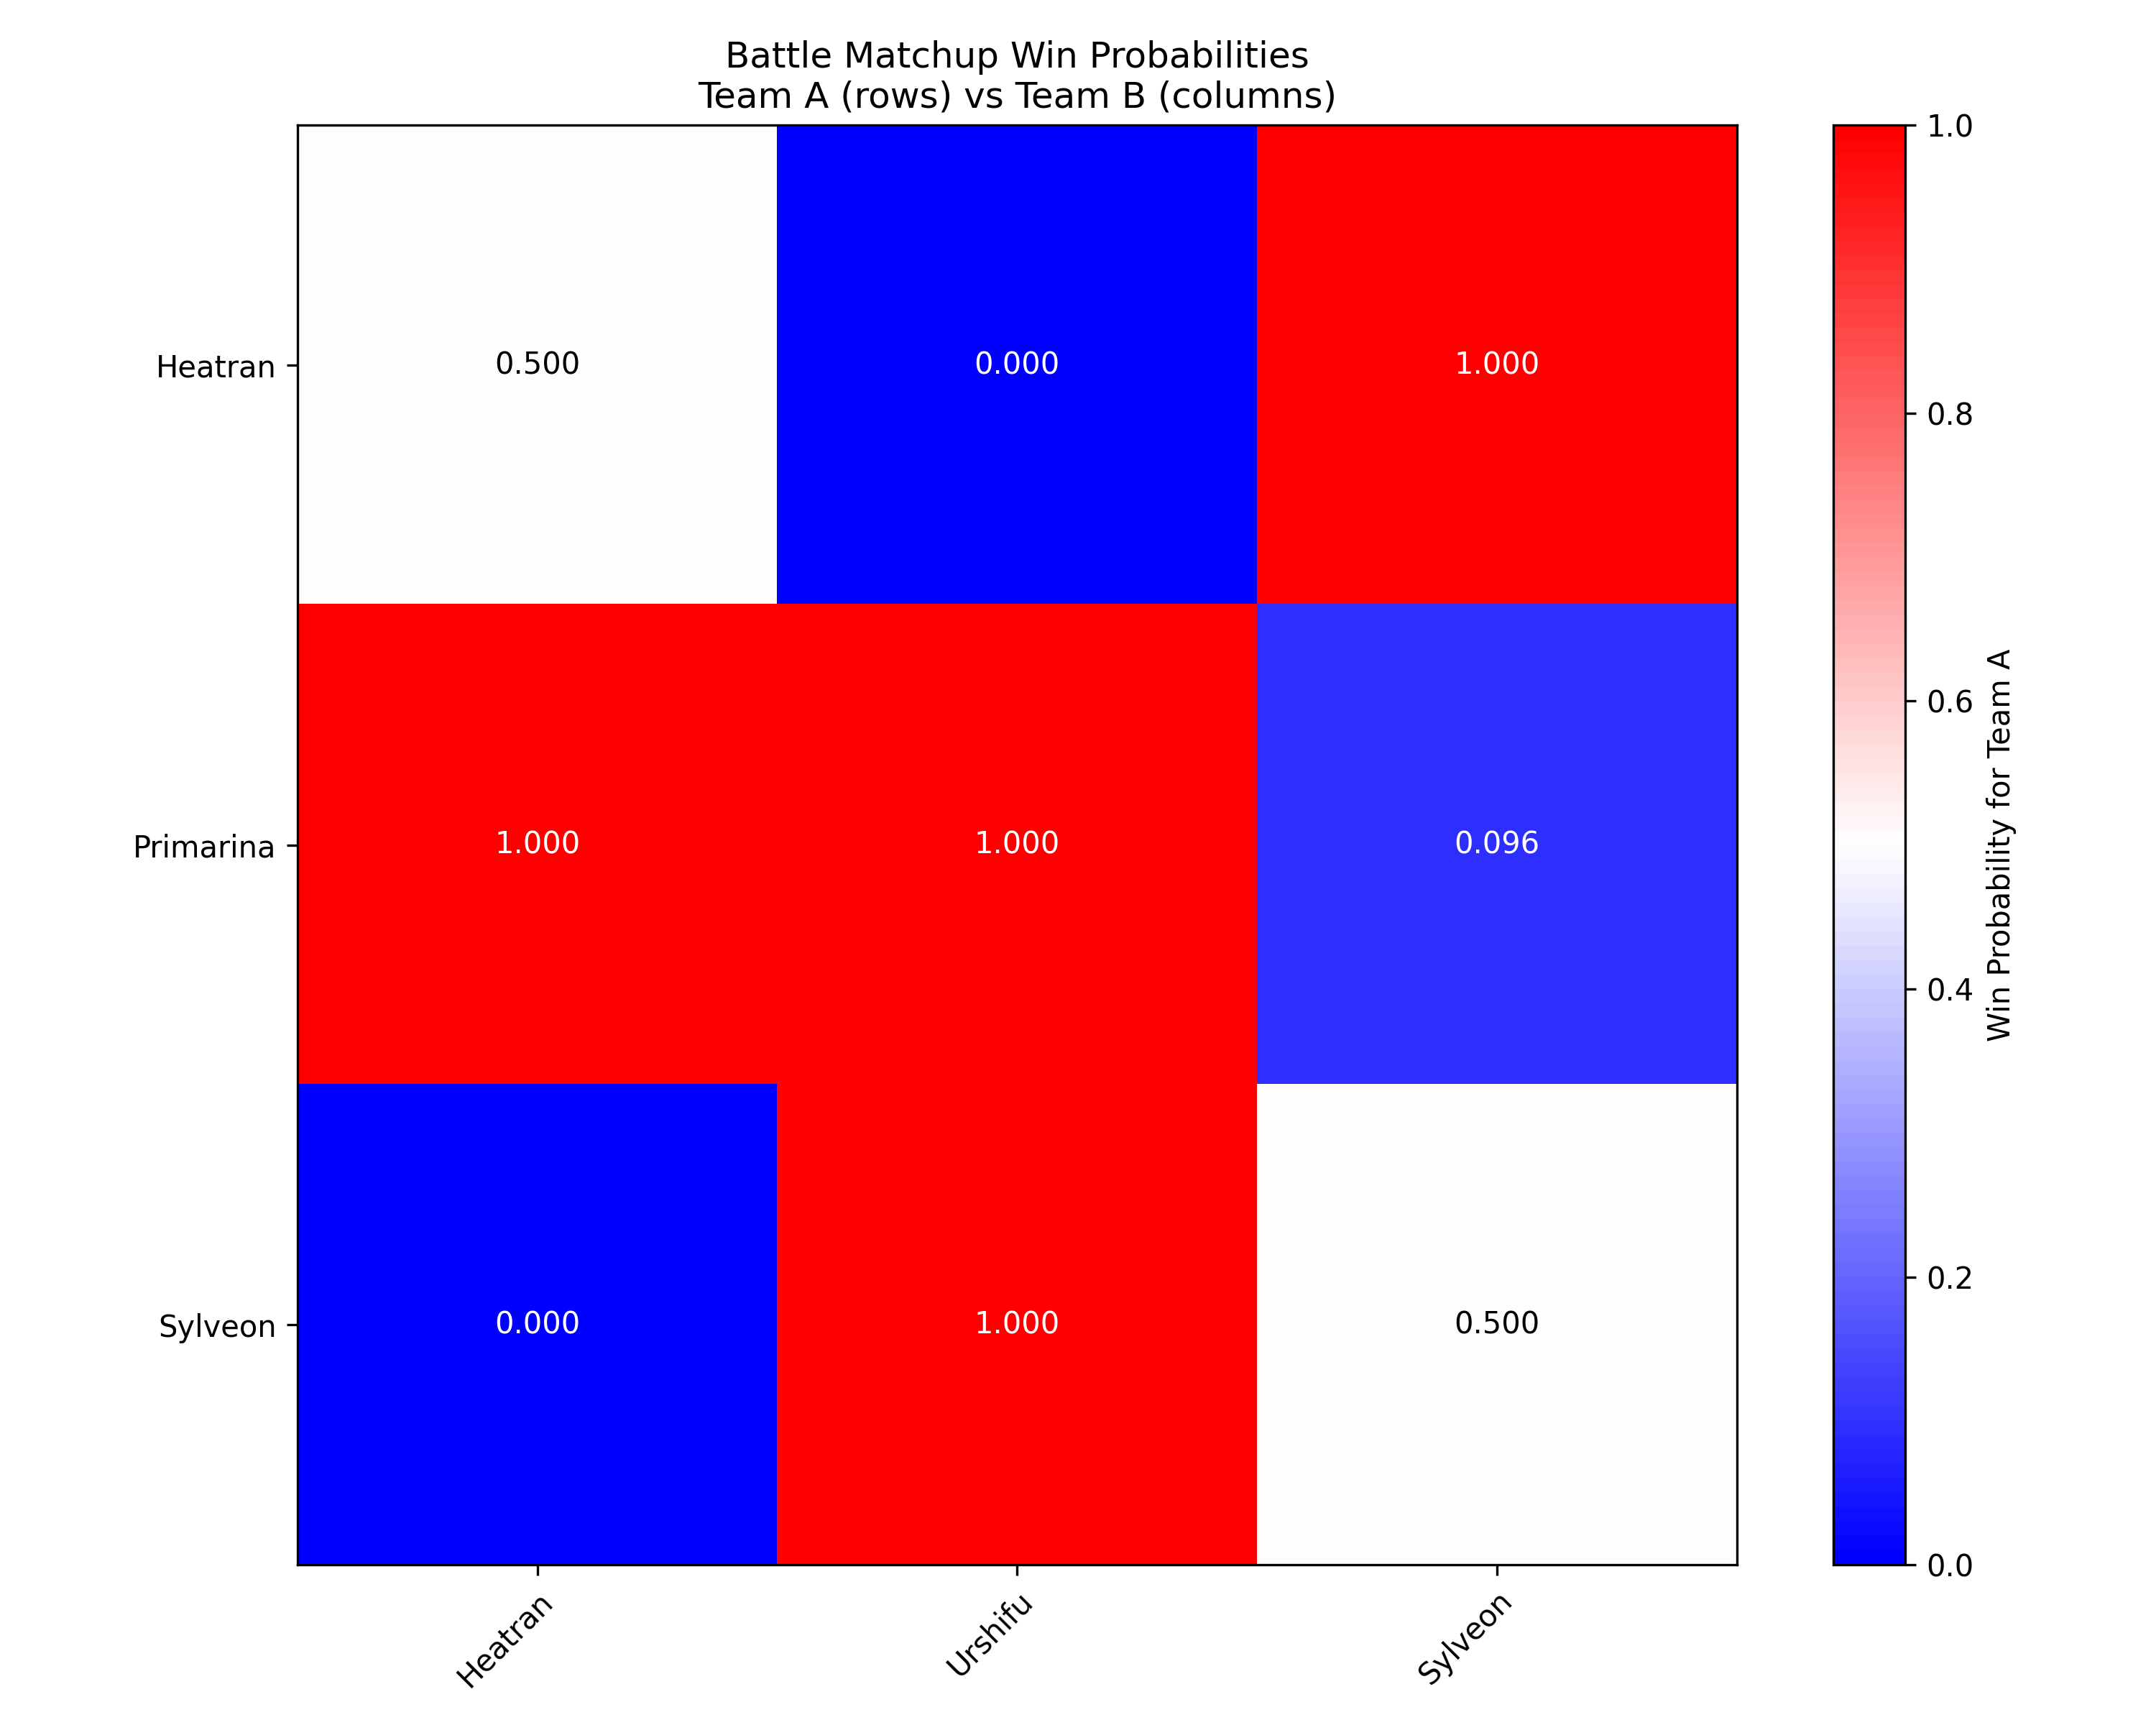 Battle Matchup Win Probabilities
Team A (rows) vs Team B (columns)
Heatran
0.500
0.000
1.000
Primarina
1.000
1.000
0.096
Sylveon
0.000
1.000
0.500
Heatran
Urshifu
Sylveon
1.0
0.8
0.6
0.4
0.2
0.0
Win Probability for Team A